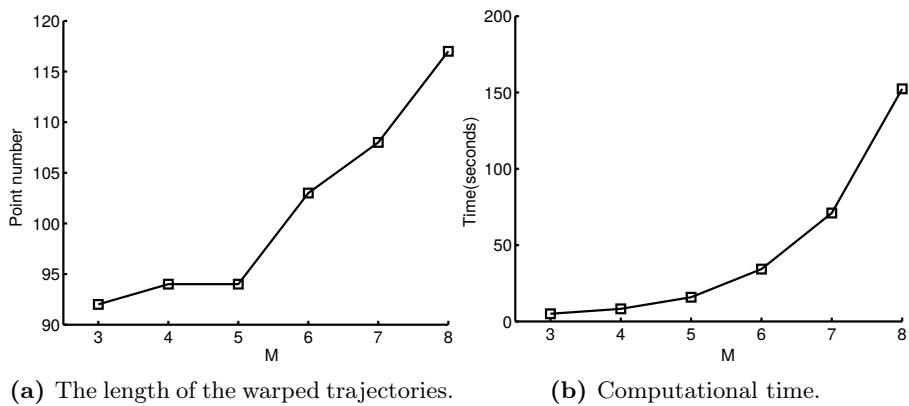 120
115
110
105
100
95
90
Point number
3 4 5 6 7 8
M
(a) The length of the warped trajectories.
200
150
100
50
0
Time(seconds)
3 4 5 6 7 8
M
(b) Computational time.